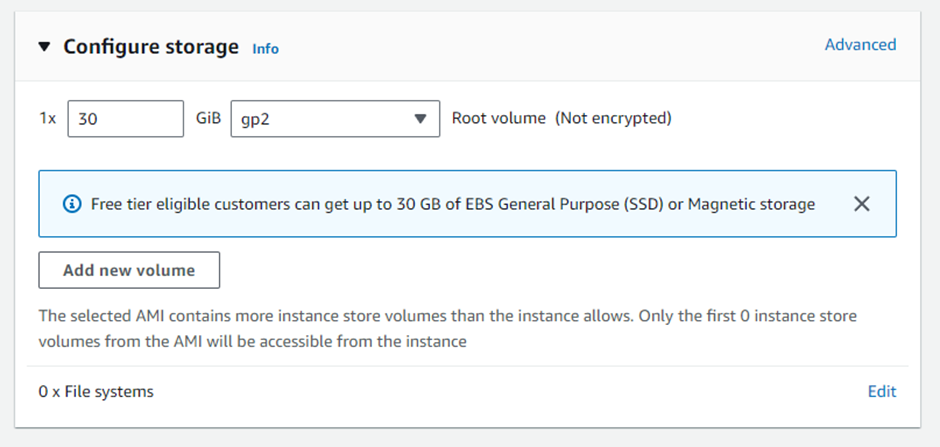 Configure storage Info Advanced
1x 30 GiB gp2 Root volume (Not encrypted)
Free tier eligible customers can get up to 30 GB of EBS General Purpose (SSD) or Magnetic storage
Add new volume
The selected AMI contains more instance store volumes than the instance allows. Only the first 0 instance store
volumes from the AMI will be accessible from the instance
0 x File systems Edit